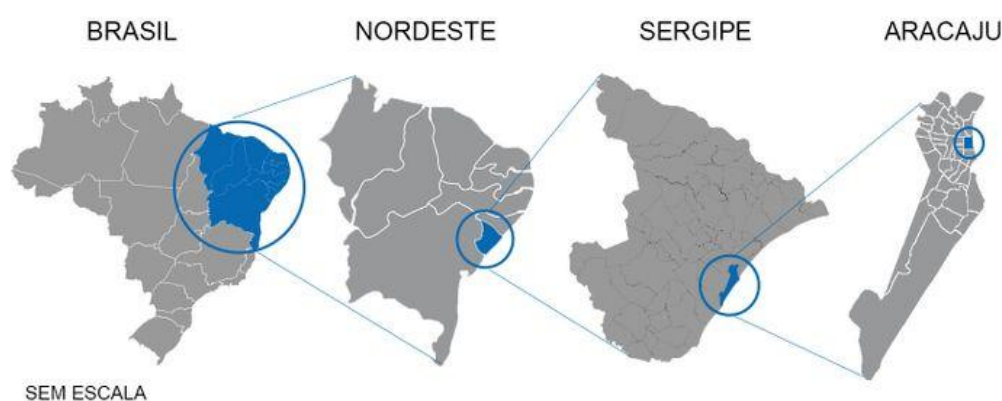 BRASIL
NORDESTE
SERGIPE
ARACAJU
SEM ESCALA